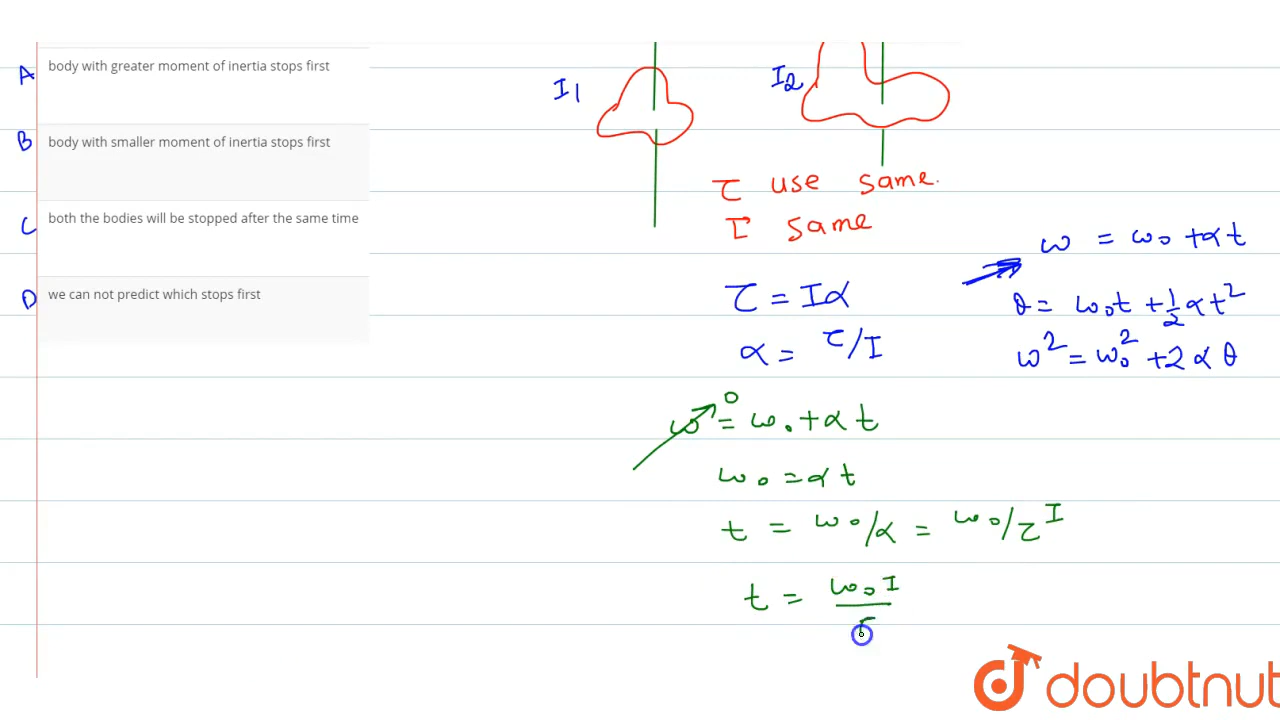 A body with greater moment of inertia stops first
B body with smaller moment of inertia stops first
C both the bodies will be stopped after the same time
D we can not predict which stops first
I1
I2
τ use same.
I same
τ = Iα
α = τ/I
ω = ω₀ + αt
θ = ω₀t + 1/2 αt²
ω² = ω₀² + 2αθ
ω = ω₀ + αt
0
ω₀ = αt
t = ω₀/α = ω₀/τ I
t = ω₀I
doubtnut